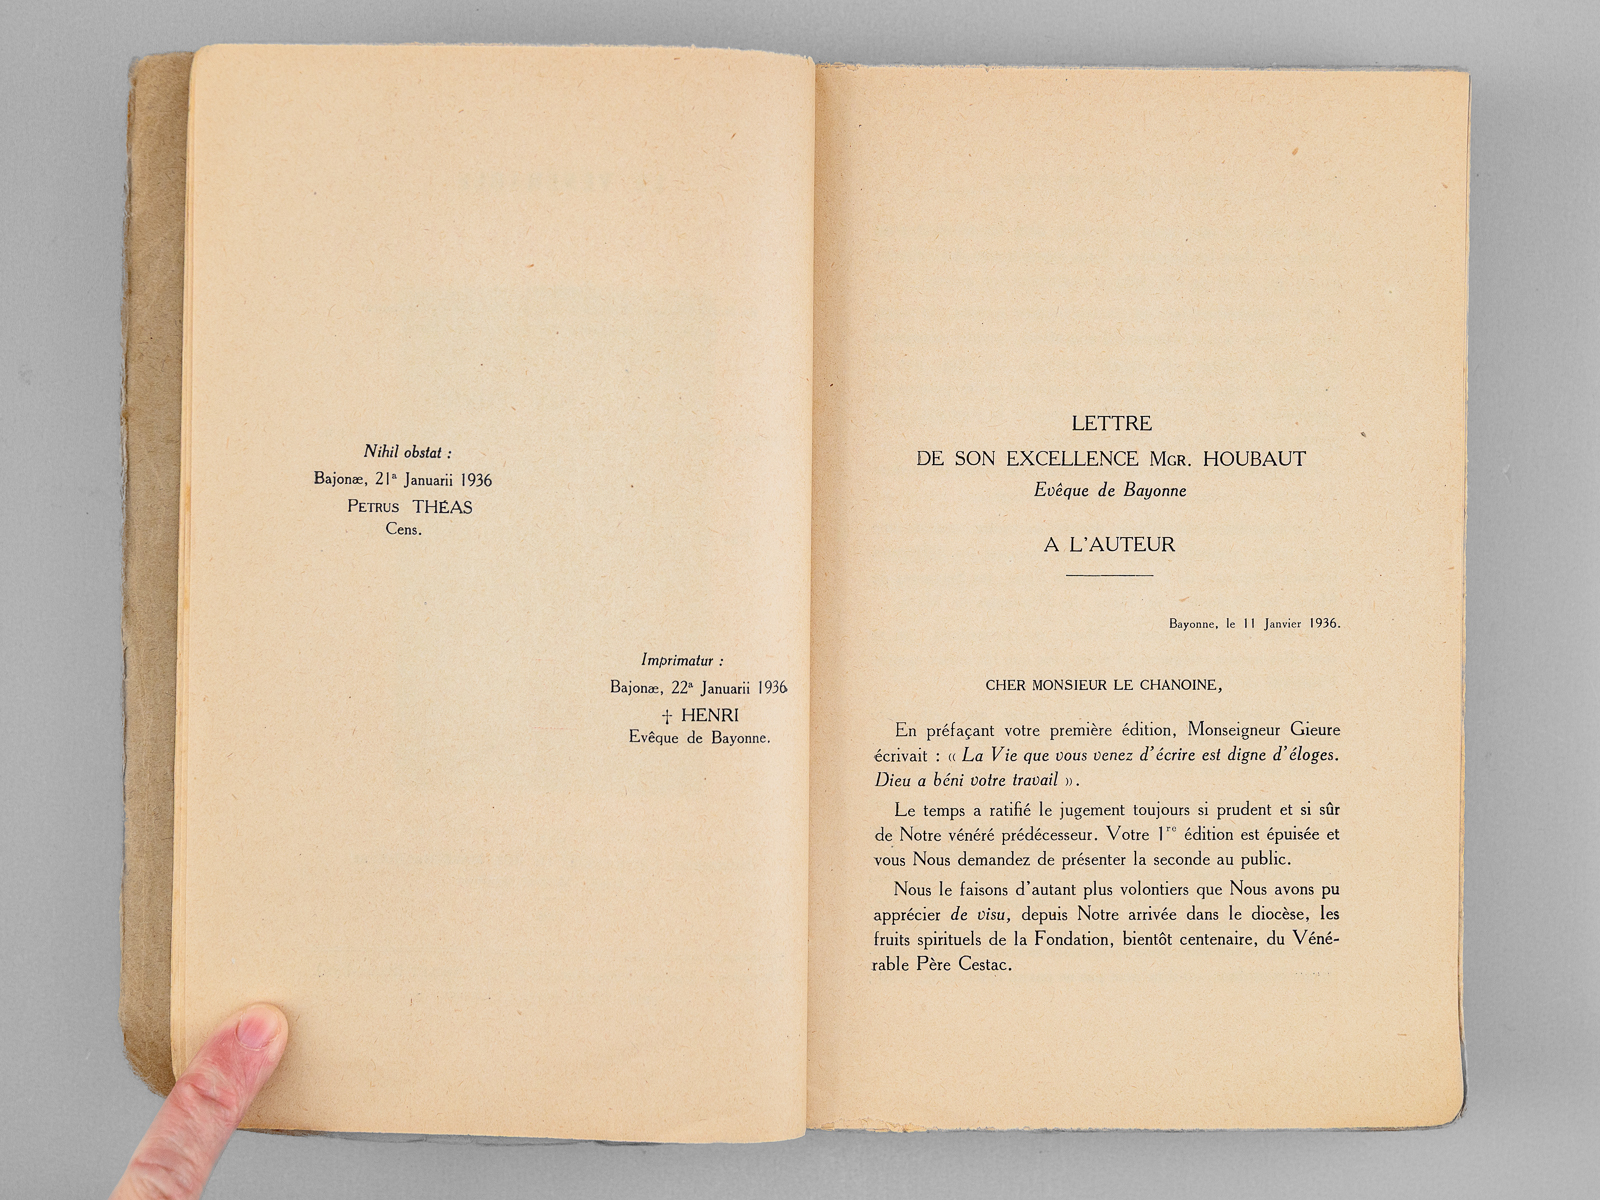 Nihil obstat :
Bajonæ, 21ª Januarii 1936
Petrus THÉAS
Cens.
Imprimatur :
Bajonæ, 22ª Januarii 1936
† HENRI
Evêque de Bayonne.
LETTRE
DE SON EXCELLENCE Mgr. HOUBAUT
Evêque de Bayonne
A L'AUTEUR
Bayonne, le 11 Janvier 1936.
CHER MONSIEUR LE CHANOINE,
En préfaçant votre première édition, Monseigneur Gieure
écrivait : « La Vie que vous venez d'écrire est digne d'éloges.
Dieu a béni votre travail ».
Le temps a ratifié le jugement toujours si prudent et si sûr
de Notre vénéré prédécesseur. Votre 1re édition est épuisée et
vous Nous demandez de présenter la seconde au public.
Nous le faisons d'autant plus volontiers que Nous avons pu
apprécier de visu, depuis Notre arrivée dans le diocèse, les
fruits spirituels de la Fondation, bientôt centenaire, du Véné-
rable Père Cestac.